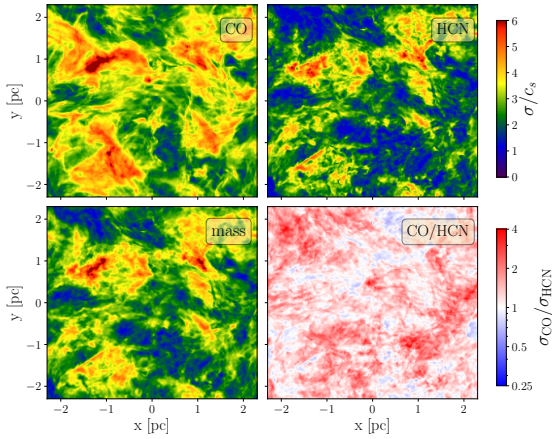 CO
HCN
2
1
0
−1
−2
y [pc]
6
5
4
3
2
1
0
σ/c_s
mass
CO/HCN
2
1
0
−1
−2
y [pc]
4
2
1
0.5
0.25
σ_CO/σ_HCN
−2 −1 0 1 2
−2 −1 0 1 2
x [pc]
x [pc]